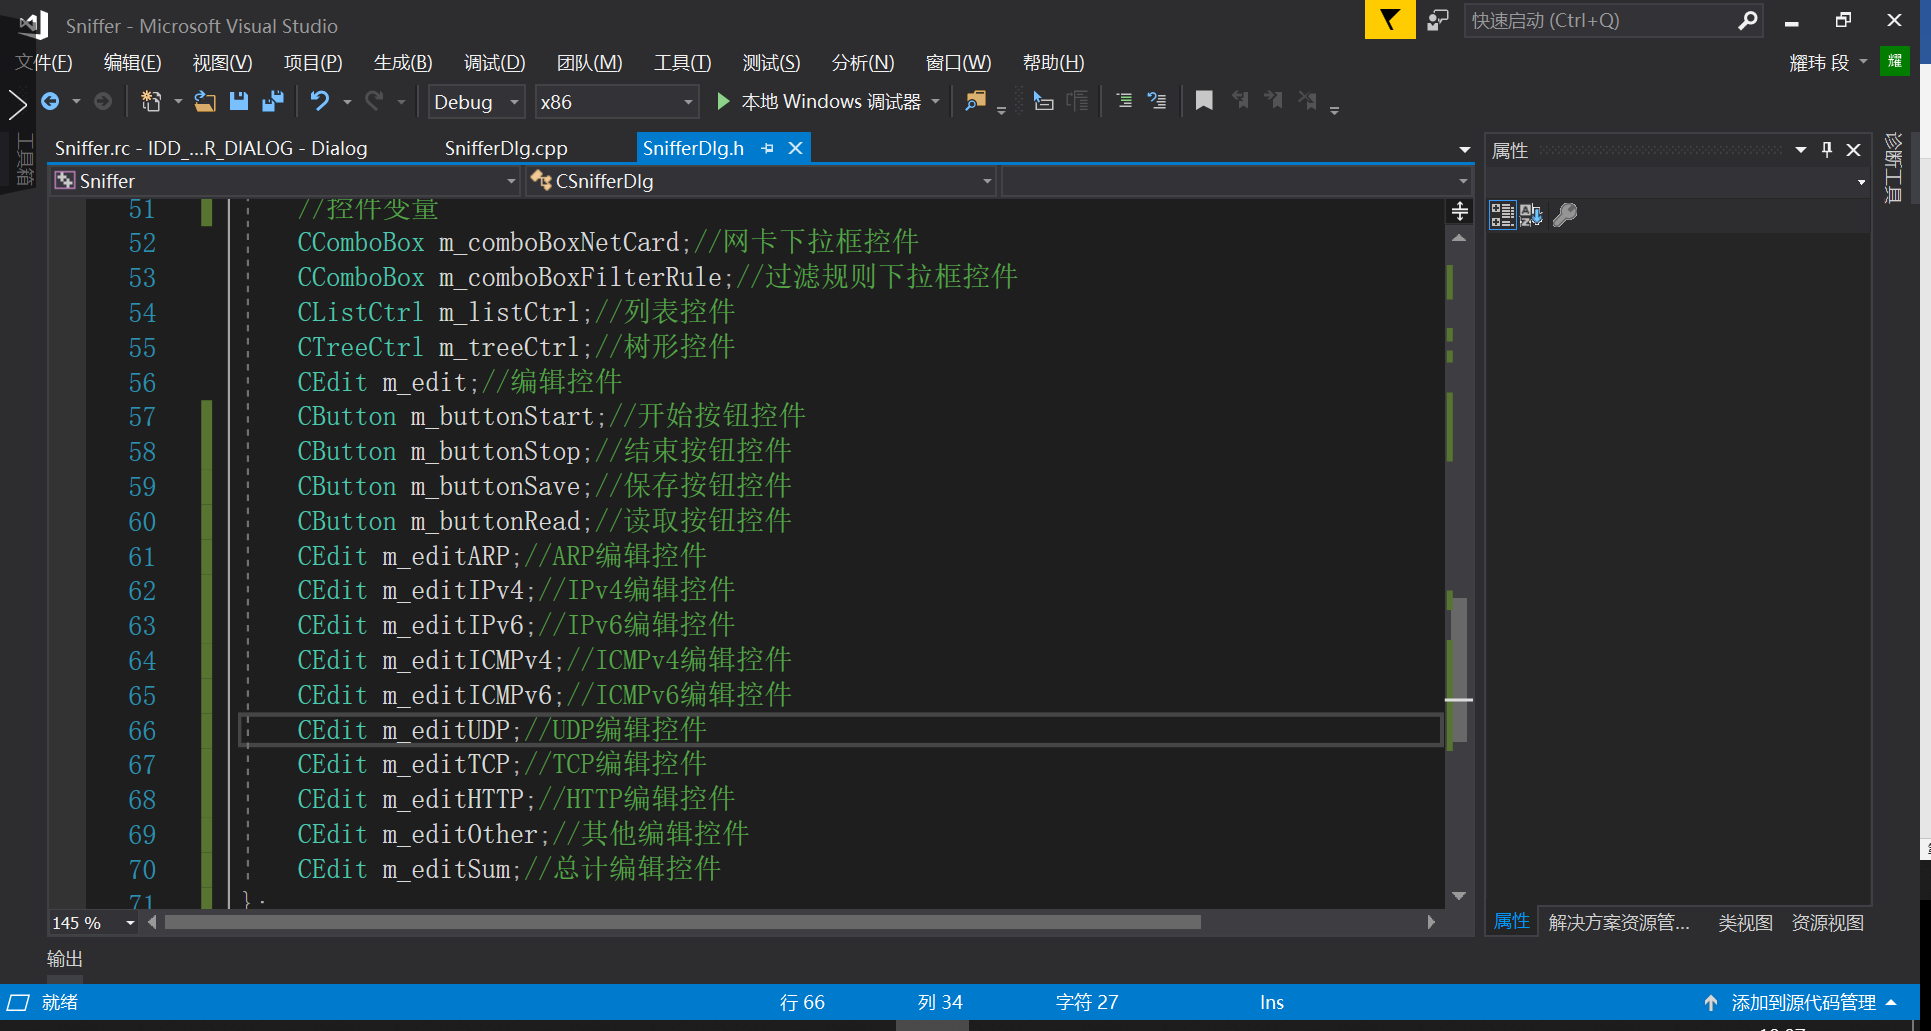 Sniffer - Microsoft Visual Studio
快速启动 (Ctrl+Q)
文件(F) 编辑(E) 视图(V) 项目(P) 生成(B) 调试(D) 团队(M) 工具(T) 测试(S) 分析(N) 窗口(W) 帮助(H)
耀玮 段 耀
Debug x86 本地 Windows 调试器
工具箱
Sniffer.rc - IDD_...R_DIALOG - Dialog SnifferDlg.cpp SnifferDlg.h
属性
诊断工具
Sniffer CSnifferDlg
51 //控件变量
52 CComboBox m_comboBoxNetCard;//网卡下拉框控件
53 CComboBox m_comboBoxFilterRule;//过滤规则下拉框控件
54 CListCtrl m_listCtrl;//列表控件
55 CTreeCtrl m_treeCtrl;//树形控件
56 CEdit m_edit;//编辑控件
57 CButton m_buttonStart;//开始按钮控件
58 CButton m_buttonStop;//结束按钮控件
59 CButton m_buttonSave;//保存按钮控件
60 CButton m_buttonRead;//读取按钮控件
61 CEdit m_editARP;//ARP编辑控件
62 CEdit m_editIPv4;//IPv4编辑控件
63 CEdit m_editIPv6;//IPv6编辑控件
64 CEdit m_editICMPv4;//ICMPv4编辑控件
65 CEdit m_editICMPv6;//ICMPv6编辑控件
66 CEdit m_editUDP;//UDP编辑控件
67 CEdit m_editTCP;//TCP编辑控件
68 CEdit m_editHTTP;//HTTP编辑控件
69 CEdit m_editOther;//其他编辑控件
70 CEdit m_editSum;//总计编辑控件
71 };
145 %
属性 解决方案资源管... 类视图 资源视图
输出
就绪 行 66 列 34 字符 27 Ins 添加到源代码管理